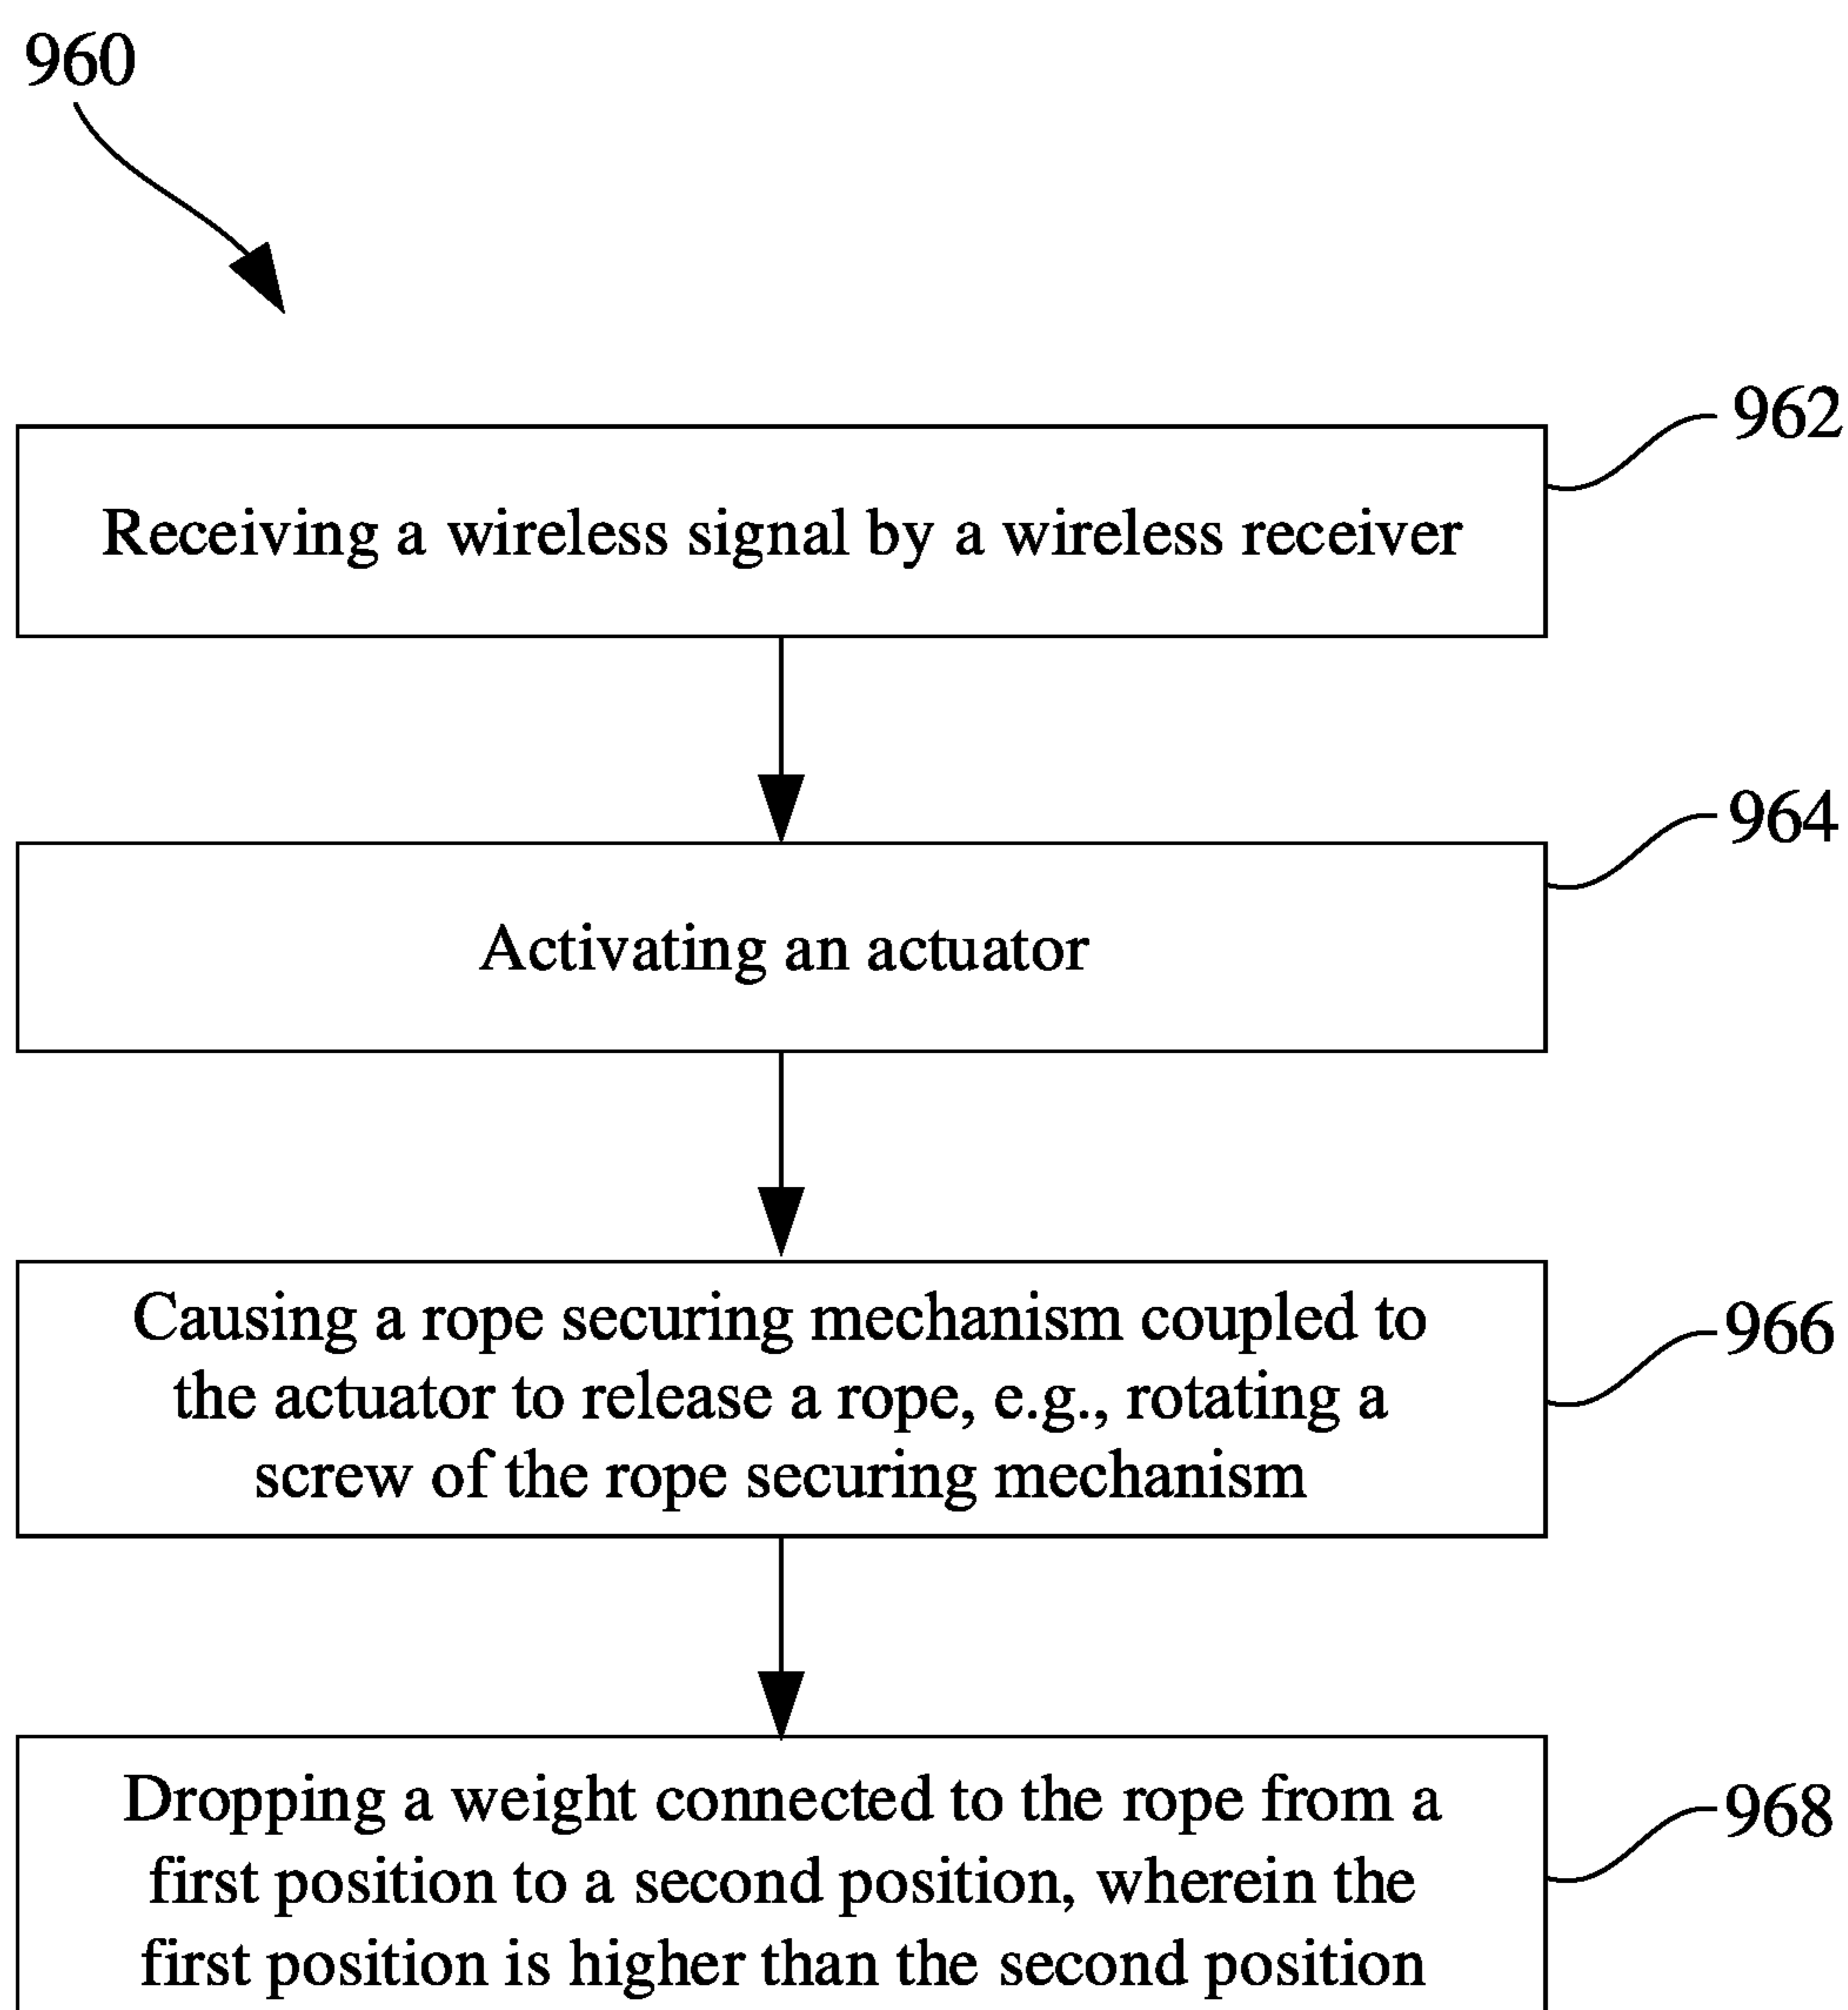 960
962
Receiving a wireless signal by a wireless receiver
964
Activating an actuator
966
Causing a rope securing mechanism coupled to
the actuator to release a rope, e.g., rotating a
screw of the rope securing mechanism
968
Dropping a weight connected to the rope from a
first position to a second position, wherein the
first position is higher than the second position